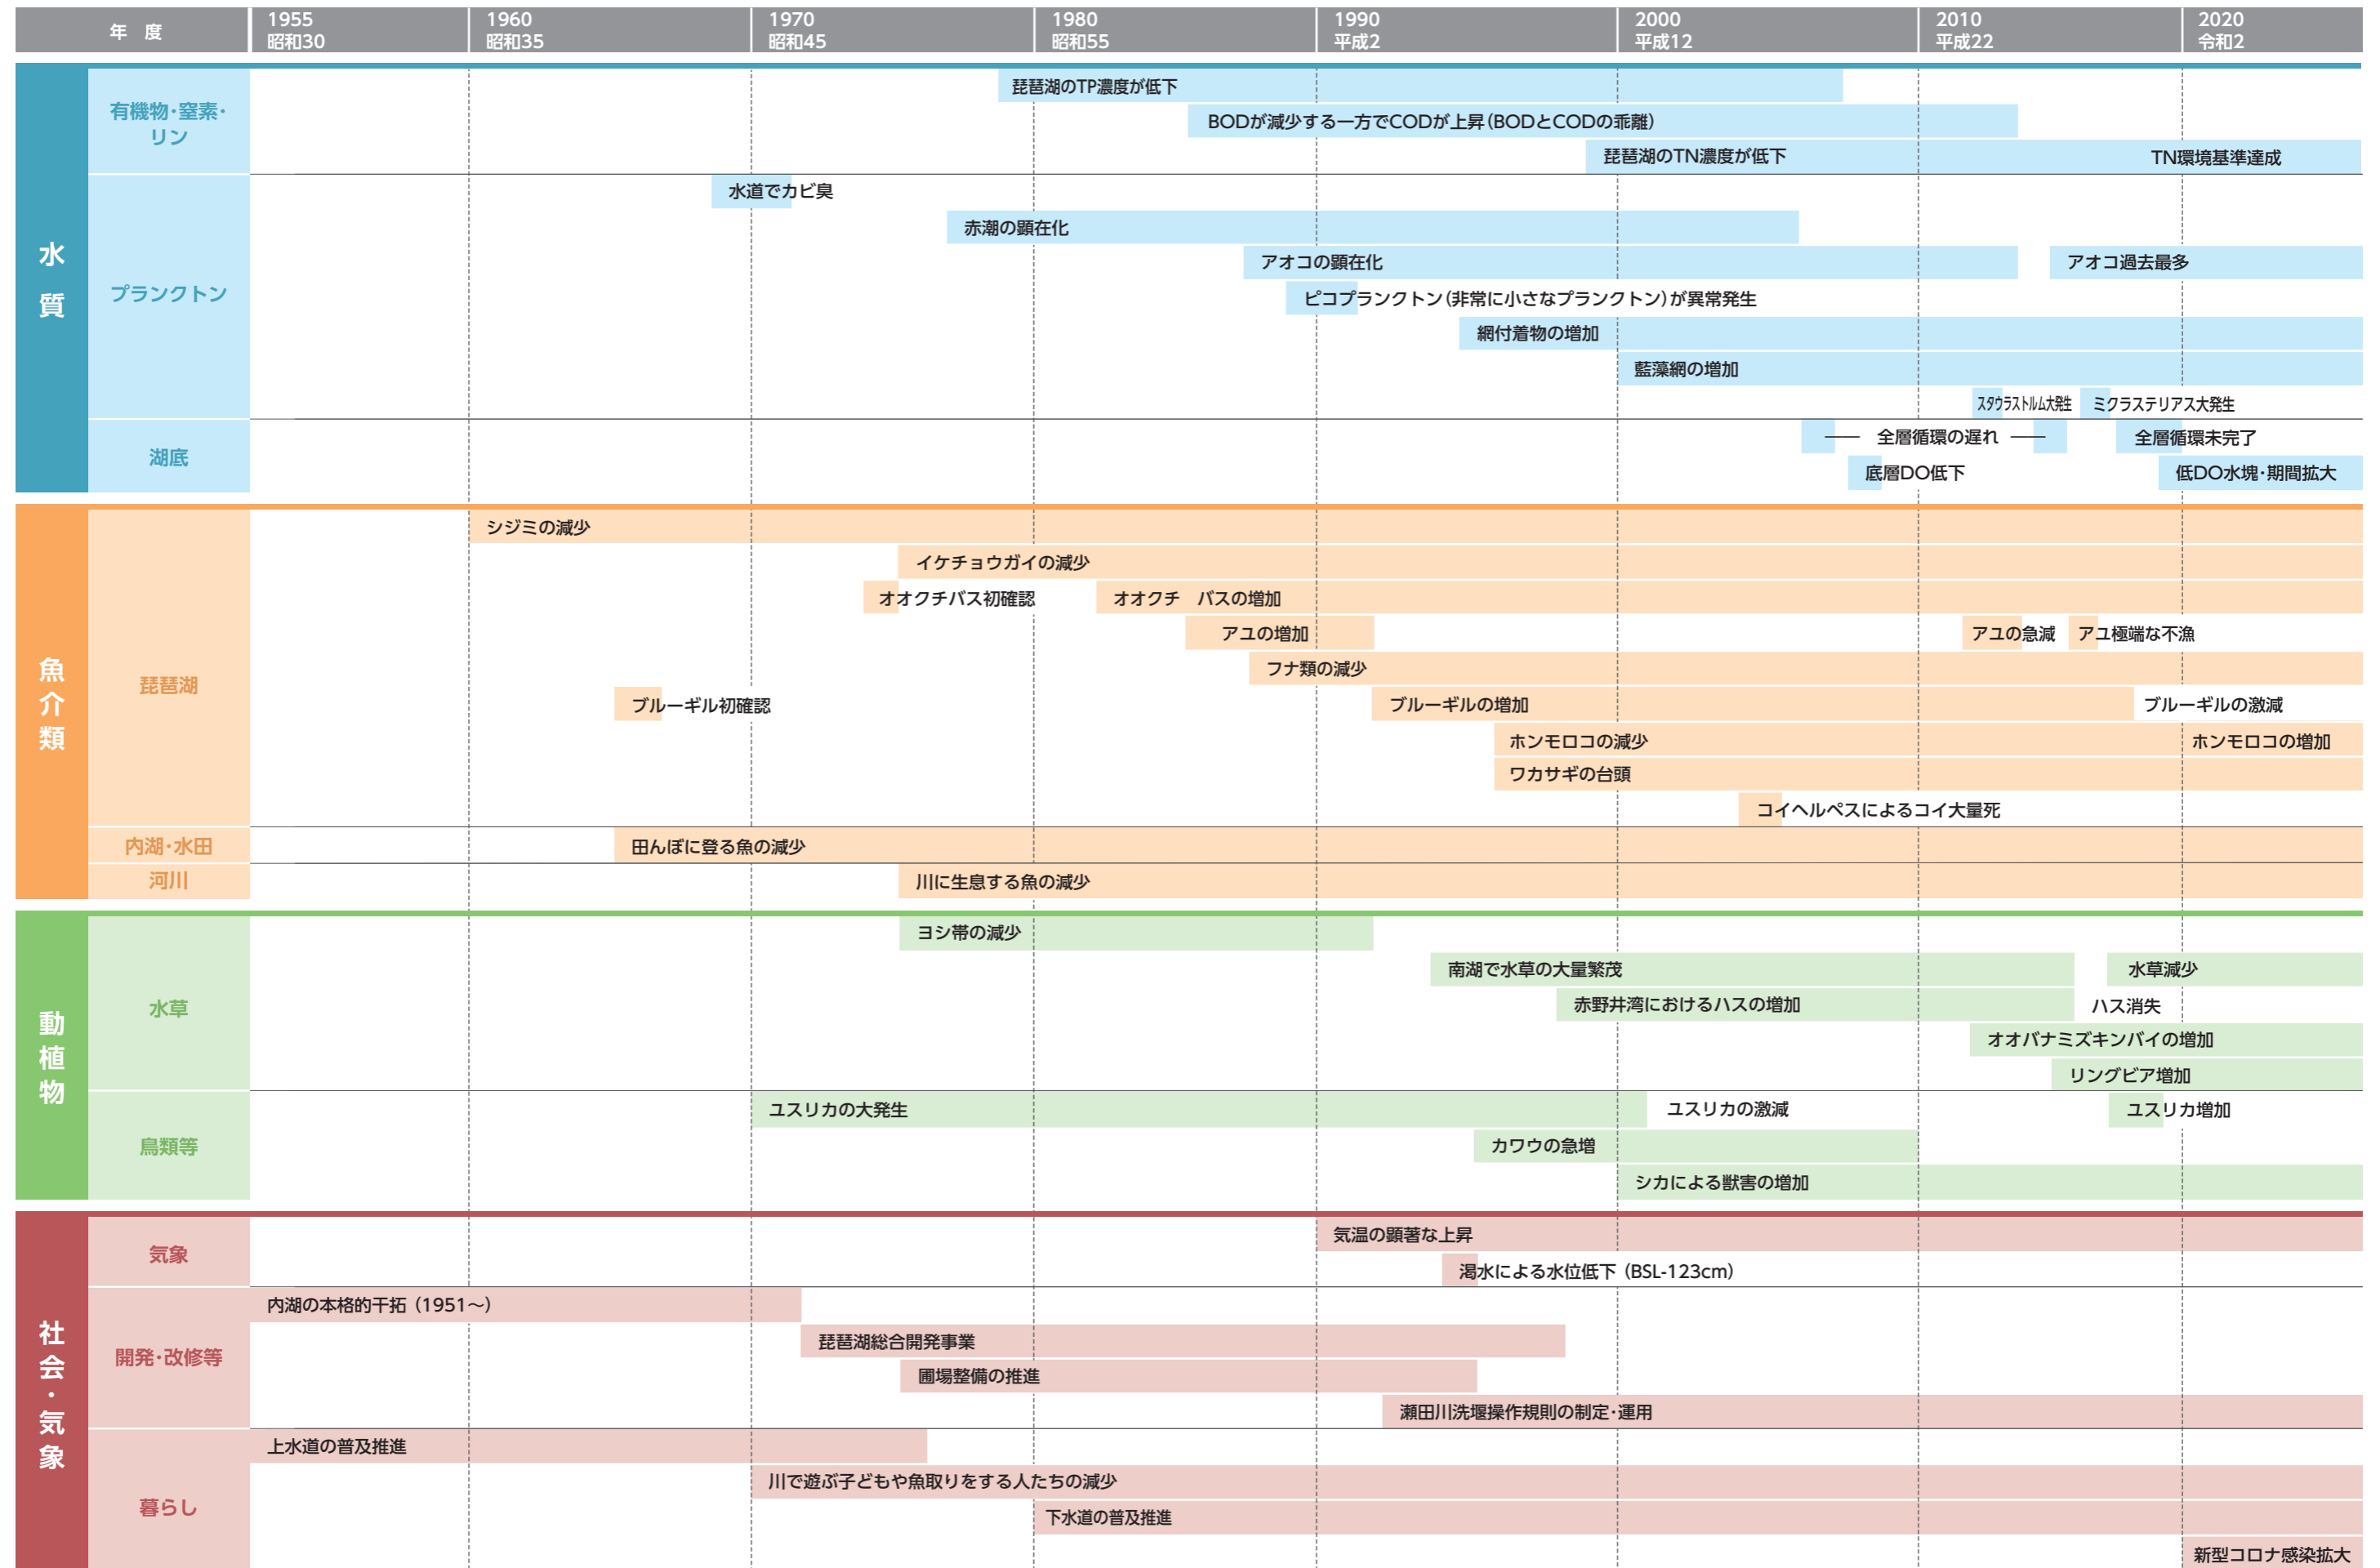 年 度
1955
昭和30
1960
昭和35
1970
昭和45
1980
昭和55
1990
平成2
2000
平成12
2010
平成22
2020
令和2
水質
有機物・窒素・
リン
琵琶湖のTP濃度が低下
BODが減少する一方でCODが上昇（BODとCODの乖離）
琵琶湖のTN濃度が低下
TN環境基準達成
プランクトン
水道でカビ臭
赤潮の顕在化
アオコの顕在化
アオコ過去最多
ピコプランクトン（非常に小さなプランクトン）が異常発生
網付着物の増加
藍藻網の増加
スタウラストルム大発生
ミクラステリアス大発生
湖底
全層循環の遅れ
全層循環未完了
底層DO低下
低DO水塊・期間拡大
魚介類
琵琶湖
シジミの減少
イケチョウガイの減少
オオクチバス初確認
オオクチ バスの増加
アユの増加
アユの急減
アユ極端な不漁
フナ類の減少
ブルーギル初確認
ブルーギルの増加
ブルーギルの激減
ホンモロコの減少
ホンモロコの増加
ワカサギの台頭
コイヘルペスによるコイ大量死
内湖・水田
田んぼに登る魚の減少
河川
川に生息する魚の減少
動植物
水草
ヨシ帯の減少
南湖で水草の大量繁茂
水草減少
赤野井湾におけるハスの増加
ハス消失
オオバナミズキンバイの増加
リングビア増加
鳥類等
ユスリカの大発生
ユスリカの激減
ユスリカ増加
カワウの急増
シカによる獣害の増加
社会・気象
気象
気温の顕著な上昇
渇水による水位低下（BSL-123cm）
開発・改修等
内湖の本格的干拓（1951～）
琵琶湖総合開発事業
圃場整備の推進
瀬田川洗堰操作規則の制定・運用
暮らし
上水道の普及推進
川で遊ぶ子どもや魚取りをする人たちの減少
下水道の普及推進
新型コロナ感染拡大